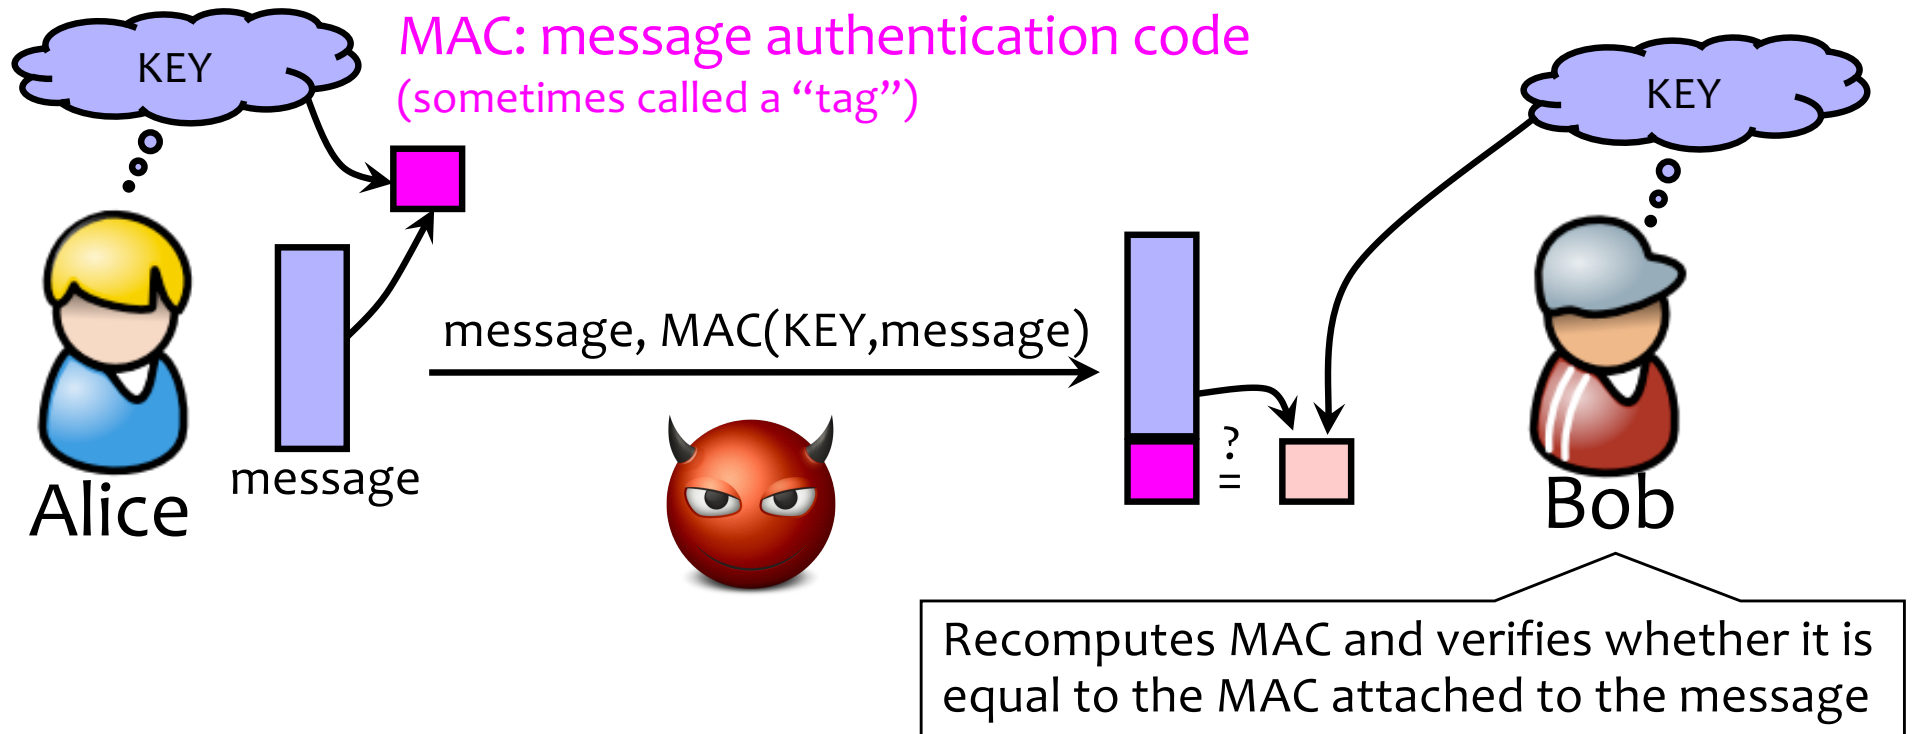 KEY
MAC: message authentication code
(sometimes called a “tag”)
KEY
message, MAC(KEY,message)
?
=
message
Alice
Bob
Recomputes MAC and verifies whether it is
equal to the MAC attached to the message